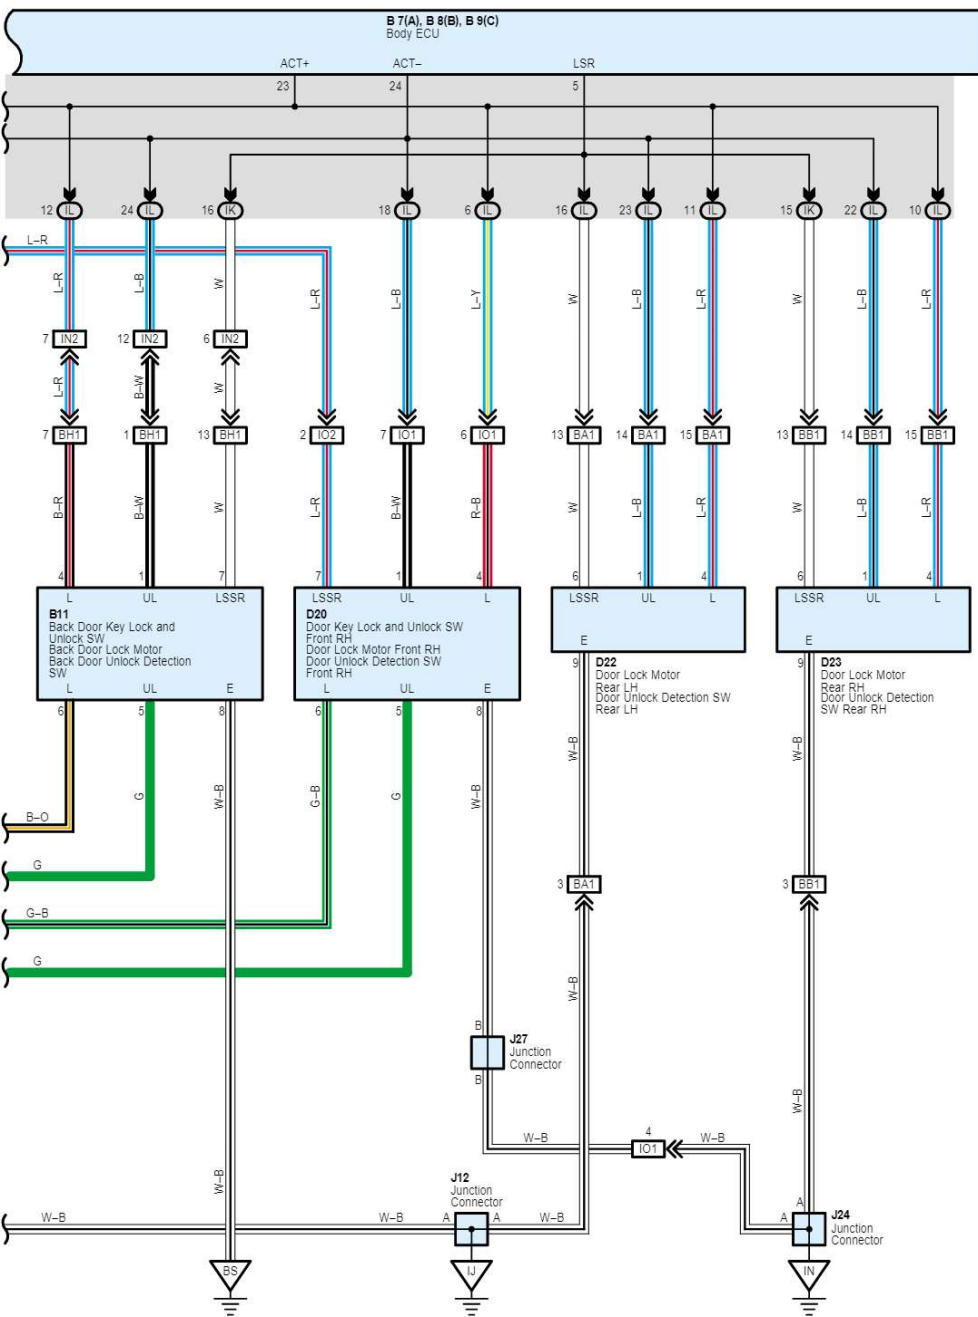 B 7(A), B 8(B), B 9(C)
Body ECU
ACT+ ACT– LSR
23 24 5
12 IL 24 IL 16 IK 18 IL 6 IL 16 IL 23 IL 11 IL 15 IK 22 IL 10 IL
L–R
L–R L–B W L–R L–B L–Y W L–B L–R W L–B L–R
7 IN2 12 IN2 6 IN2
L–R B–W W
7 BH1 1 BH1 13 BH1 2 IO2 7 IO1 6 IO1 13 BA1 14 BA1 15 BA1 13 BB1 14 BB1 15 BB1
B–R B–W W L–R B–W R–B W L–B L–R W L–B L–R
4 1 7 7 1 4 6 1 4 6 1 4
L UL LSSR LSSR UL L LSSR UL L LSSR UL L
B11
Back Door Key Lock and
Unlock SW
Back Door Lock Motor
Back Door Unlock Detection
SW
L UL E
6 5 8
D20
Door Key Lock and Unlock SW
Front RH
Door Lock Motor Front RH
Door Unlock Detection SW
Front RH
L UL E
6 5 8
E
9
D22
Door Lock Motor
Rear LH
Door Unlock Detection SW
Rear LH
E
9
D23
Door Lock Motor
Rear RH
Door Unlock Detection
SW Rear RH
G W–B G–B G W–B W–B W–B
B–O
G
3 BA1 3 BB1
G–B
G
W–B
B
J27
Junction
Connector
B
W–B
W–B 4 IO1 W–B
W–B
J12
Junction
Connector
W–B W–B A A W–B
A
A
J24
Junction
Connector
BS IJ IN